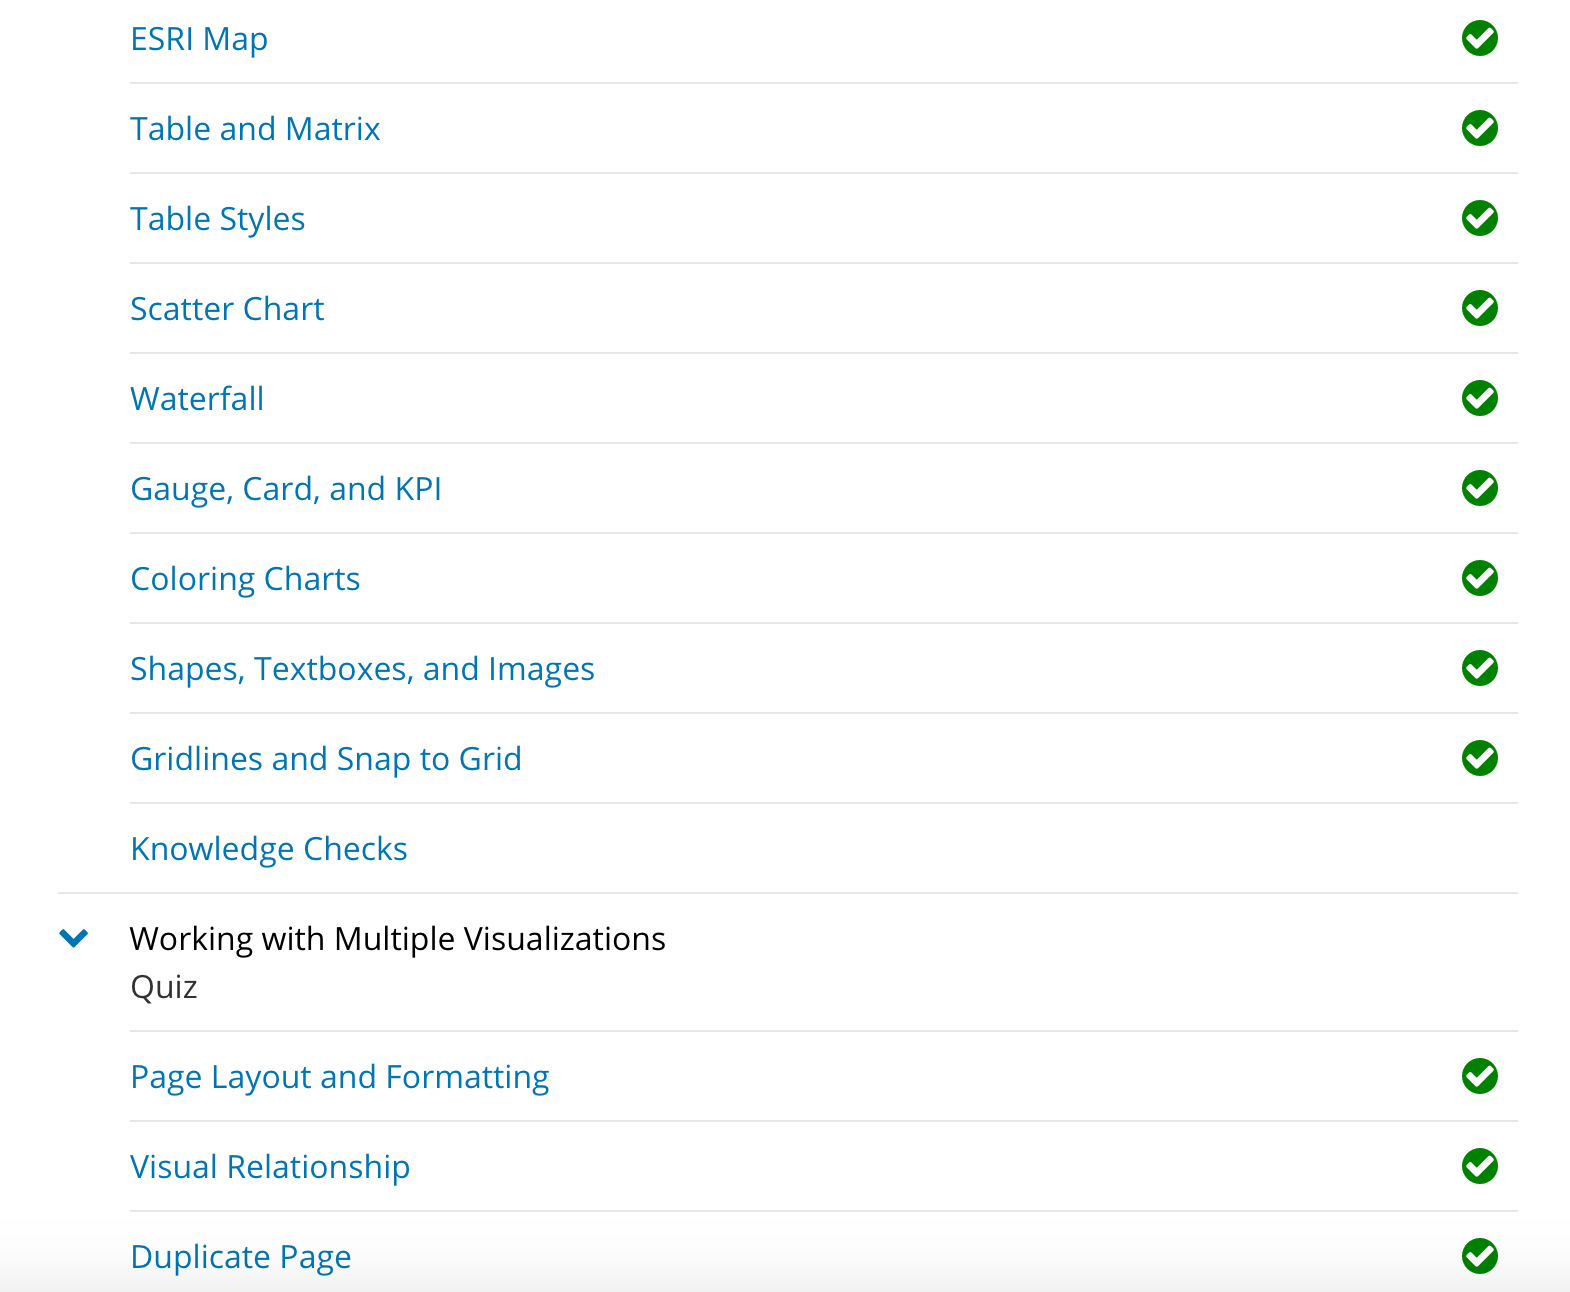 ESRI Map
Table and Matrix
Table Styles
Scatter Chart
Waterfall
Gauge, Card, and KPI
Coloring Charts
Shapes, Textboxes, and Images
Gridlines and Snap to Grid
Knowledge Checks
Working with Multiple Visualizations
Quiz
Page Layout and Formatting
Visual Relationship
Duplicate Page